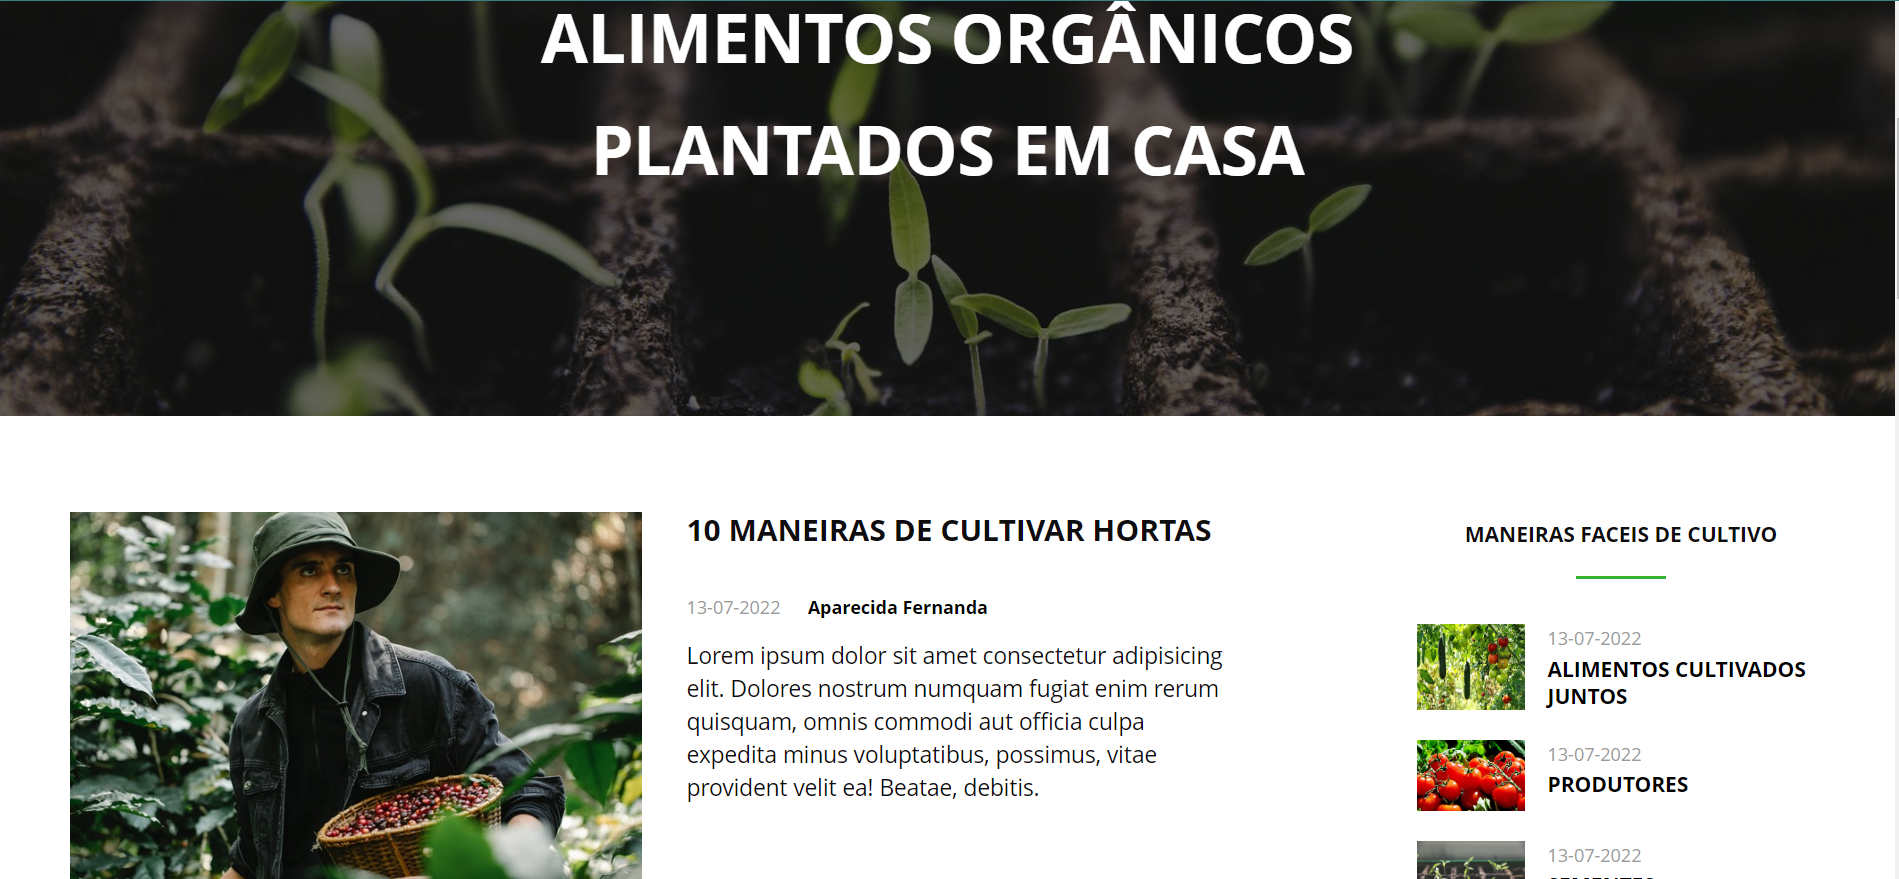 ALIMENTOS ORGÂNICOS
PLANTADOS EM CASA
10 MANEIRAS DE CULTIVAR HORTAS
13-07-2022 Aparecida Fernanda
Lorem ipsum dolor sit amet consectetur adipisicing
elit. Dolores nostrum numquam fugiat enim rerum
quisquam, omnis commodi aut officia culpa
expedita minus voluptatibus, possimus, vitae
provident velit ea! Beatae, debitis.
MANEIRAS FACEIS DE CULTIVO
13-07-2022
ALIMENTOS CULTIVADOS
JUNTOS
13-07-2022
PRODUTORES
13-07-2022